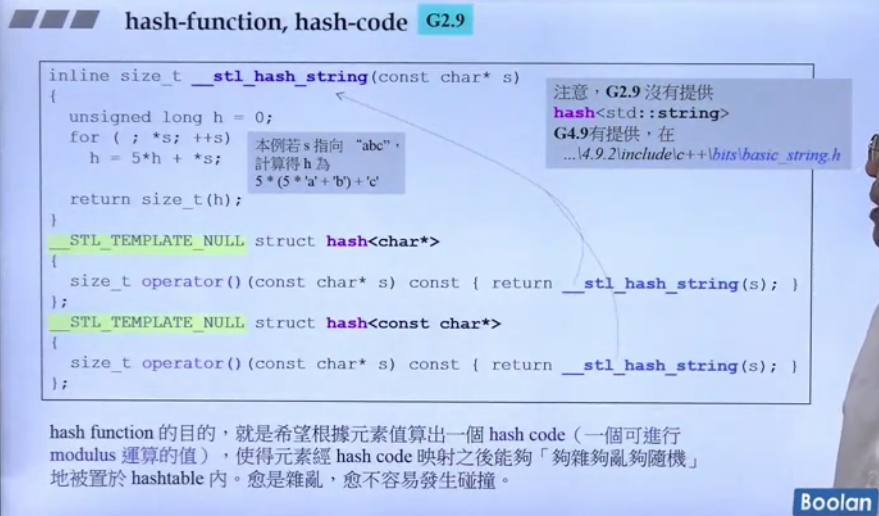 hash-function, hash-code G2.9
inline size_t __stl_hash_string(const char* s)
{
unsigned long h = 0;
for ( ; *s; ++s)
h = 5*h + *s;
return size_t(h);
}
本例若 s 指向 “abc”，
計算得 h 為
5 * (5 * 'a' + 'b') + 'c'
注意，G2.9 沒有提供
hash<std::string>
G4.9有提供，在
...\4.9.2\include\c++\bits\basic_string.h
__STL_TEMPLATE_NULL struct hash<char*>
{
size_t operator()(const char* s) const { return __stl_hash_string(s); }
};
__STL_TEMPLATE_NULL struct hash<const char*>
{
size_t operator()(const char* s) const { return __stl_hash_string(s); }
};
hash function 的目的，就是希望根據元素值算出一個 hash code（一個可進行
modulus 運算的值），使得元素經 hash code 映射之後能夠「夠雜夠亂夠隨機」
地被置於 hashtable 內。愈是雜亂，愈不容易發生碰撞。
Boolan